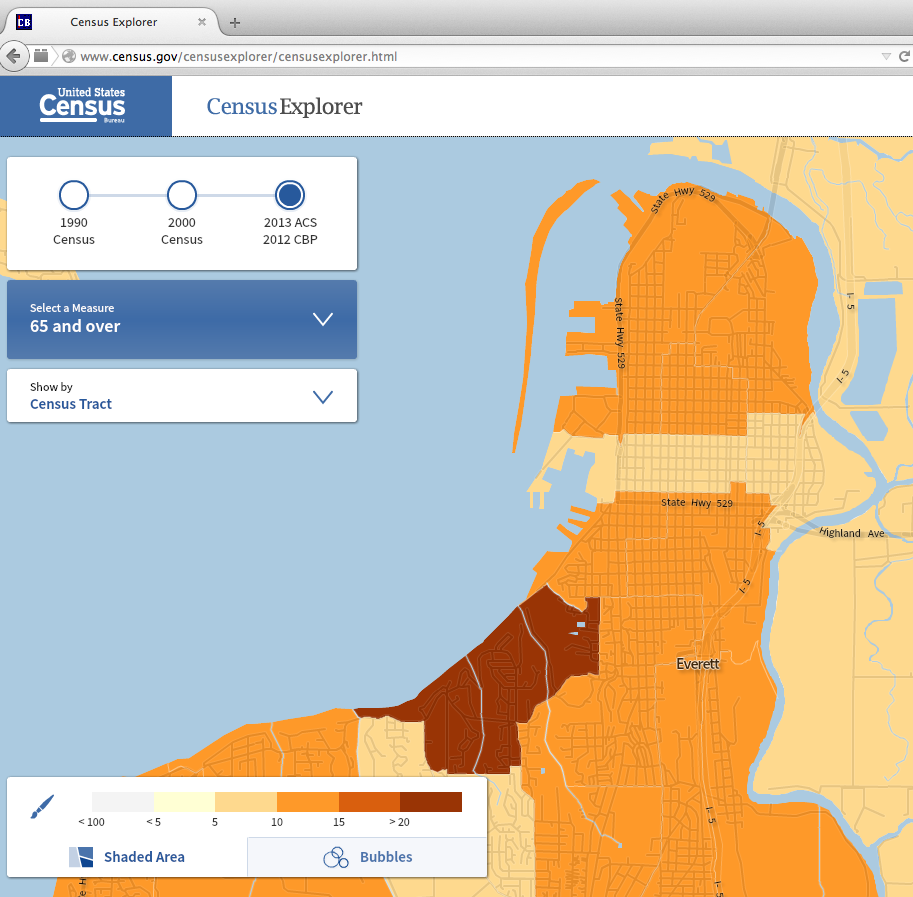 CB
Census Explorer
www.census.gov/censusexplorer/censusexplorer.html
United States
Census
Bureau
Census Explorer
1990
Census
2000
Census
2013 ACS
2012 CBP
Select a Measure
65 and over
Show by
Census Tract
State Hwy 529
I- 5
State Hwy 529
I- 5
State Hwy 529
I- 5
Highland Ave
I- 5
Everett
I- 5
I- 5
< 100
< 5
5
10
15
> 20
Shaded Area
Bubbles